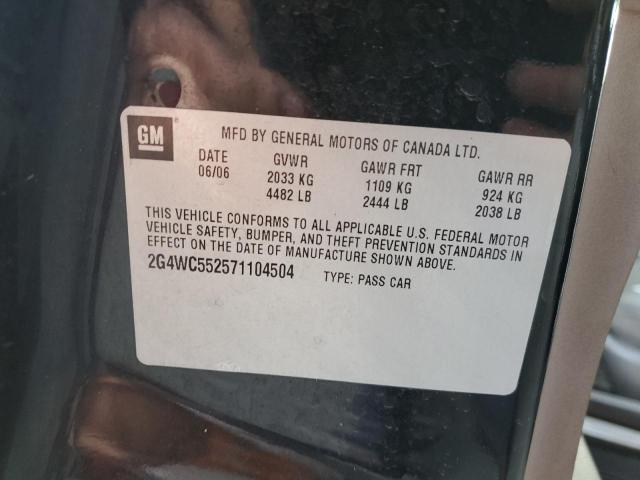 GM
MFD BY GENERAL MOTORS OF CANADA LTD.
DATE GVWR GAWR FRT GAWR RR
06/06 2033 KG 1109 KG 924 KG
4482 LB 2444 LB 2038 LB
THIS VEHICLE CONFORMS TO ALL APPLICABLE U.S. FEDERAL MOTOR
VEHICLE SAFETY, BUMPER, AND THEFT PREVENTION STANDARDS IN
EFFECT ON THE DATE OF MANUFACTURE SHOWN ABOVE.
2G4WC552571104504 TYPE: PASS CAR